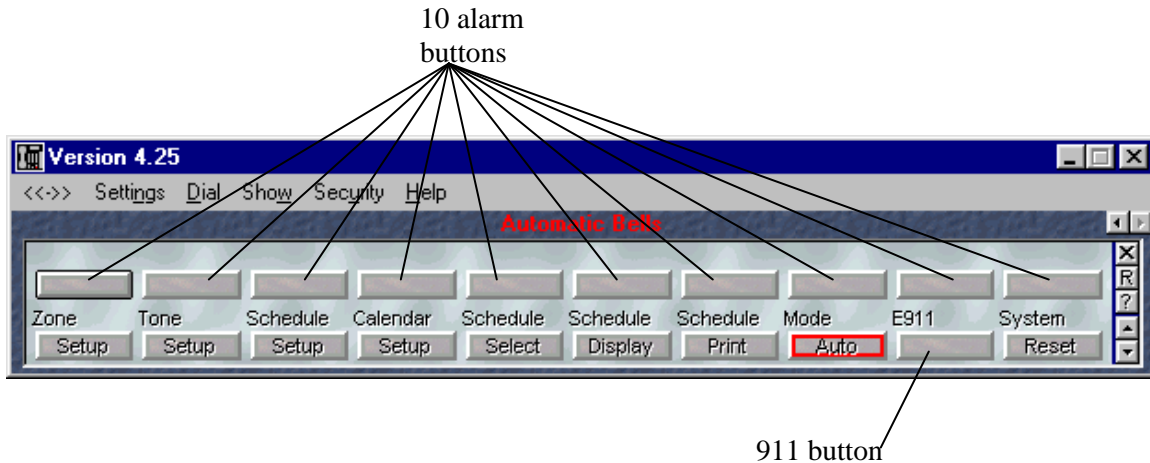 10 alarm
buttons
Version 4.25
<<->> Settings Dial Show Security Help
Automatic Bells
X
R
?
Zone Tone Schedule Calendar Schedule Schedule Schedule Mode E911 System
Setup Setup Setup Setup Select Display Print Auto Reset
911 button